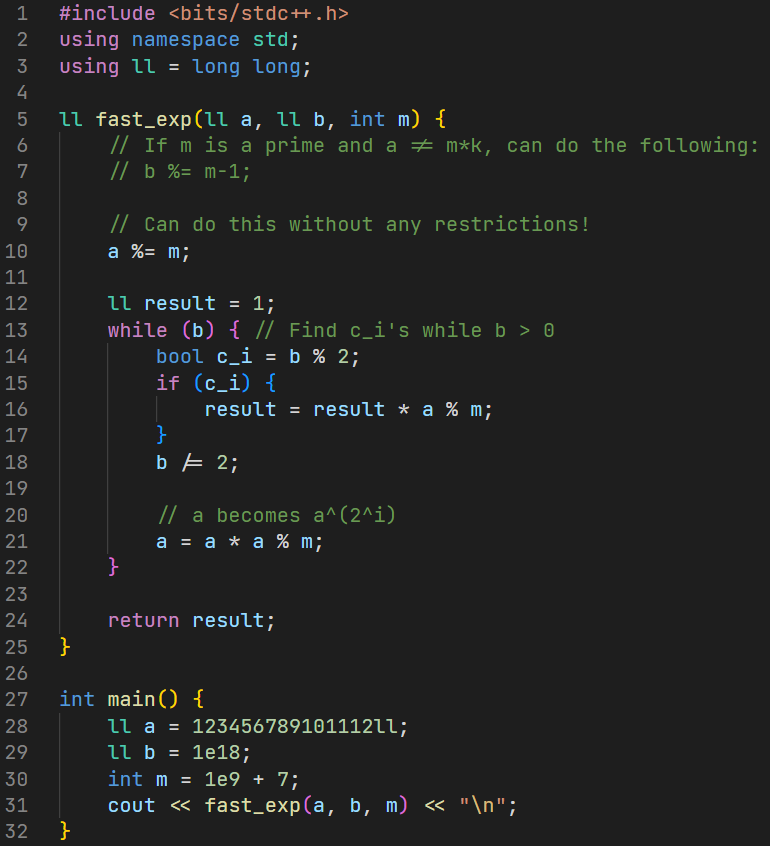 1 #include <bits/stdc++.h>
2 using namespace std;
3 using ll = long long;
4
5 ll fast_exp(ll a, ll b, int m) {
6 // If m is a prime and a != m*k, can do the following:
7 // b %= m-1;
8
9 // Can do this without any restrictions!
10 a %= m;
11
12 ll result = 1;
13 while (b) { // Find c_i's while b > 0
14 bool c_i = b % 2;
15 if (c_i) {
16 result = result * a % m;
17 }
18 b /= 2;
19
20 // a becomes a^(2^i)
21 a = a * a % m;
22 }
23
24 return result;
25 }
26
27 int main() {
28 ll a = 123456789101112ll;
29 ll b = 1e18;
30 int m = 1e9 + 7;
31 cout << fast_exp(a, b, m) << "\n";
32 }